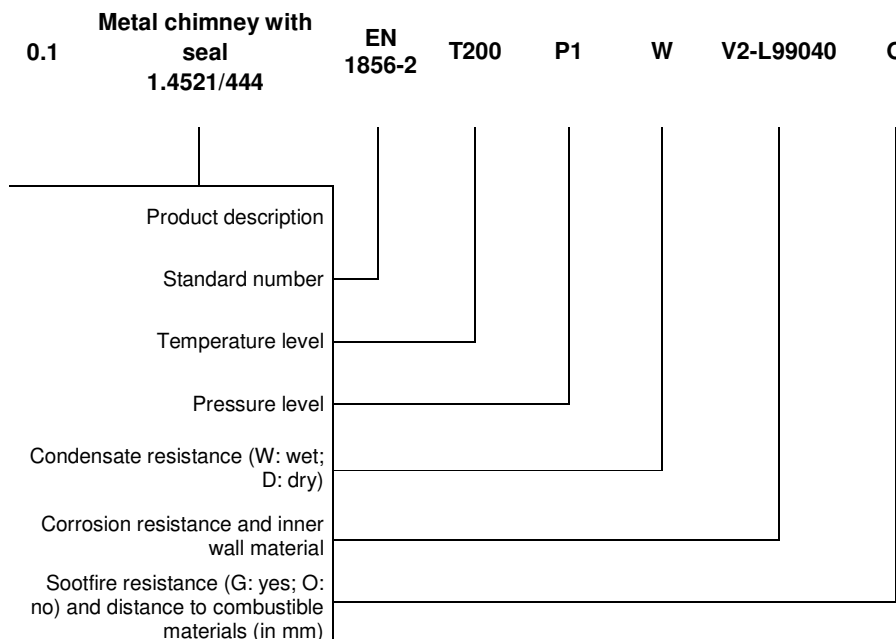 0.1
Metal chimney with
seal
1.4521/444
EN
1856-2
T200
P1
W
V2-L99040
Product description
Standard number
Temperature level
Pressure level
Condensate resistance (W: wet;
D: dry)
Corrosion resistance and inner
wall material
Sootfire resistance (G: yes; O:
no) and distance to combustible
materials (in mm)